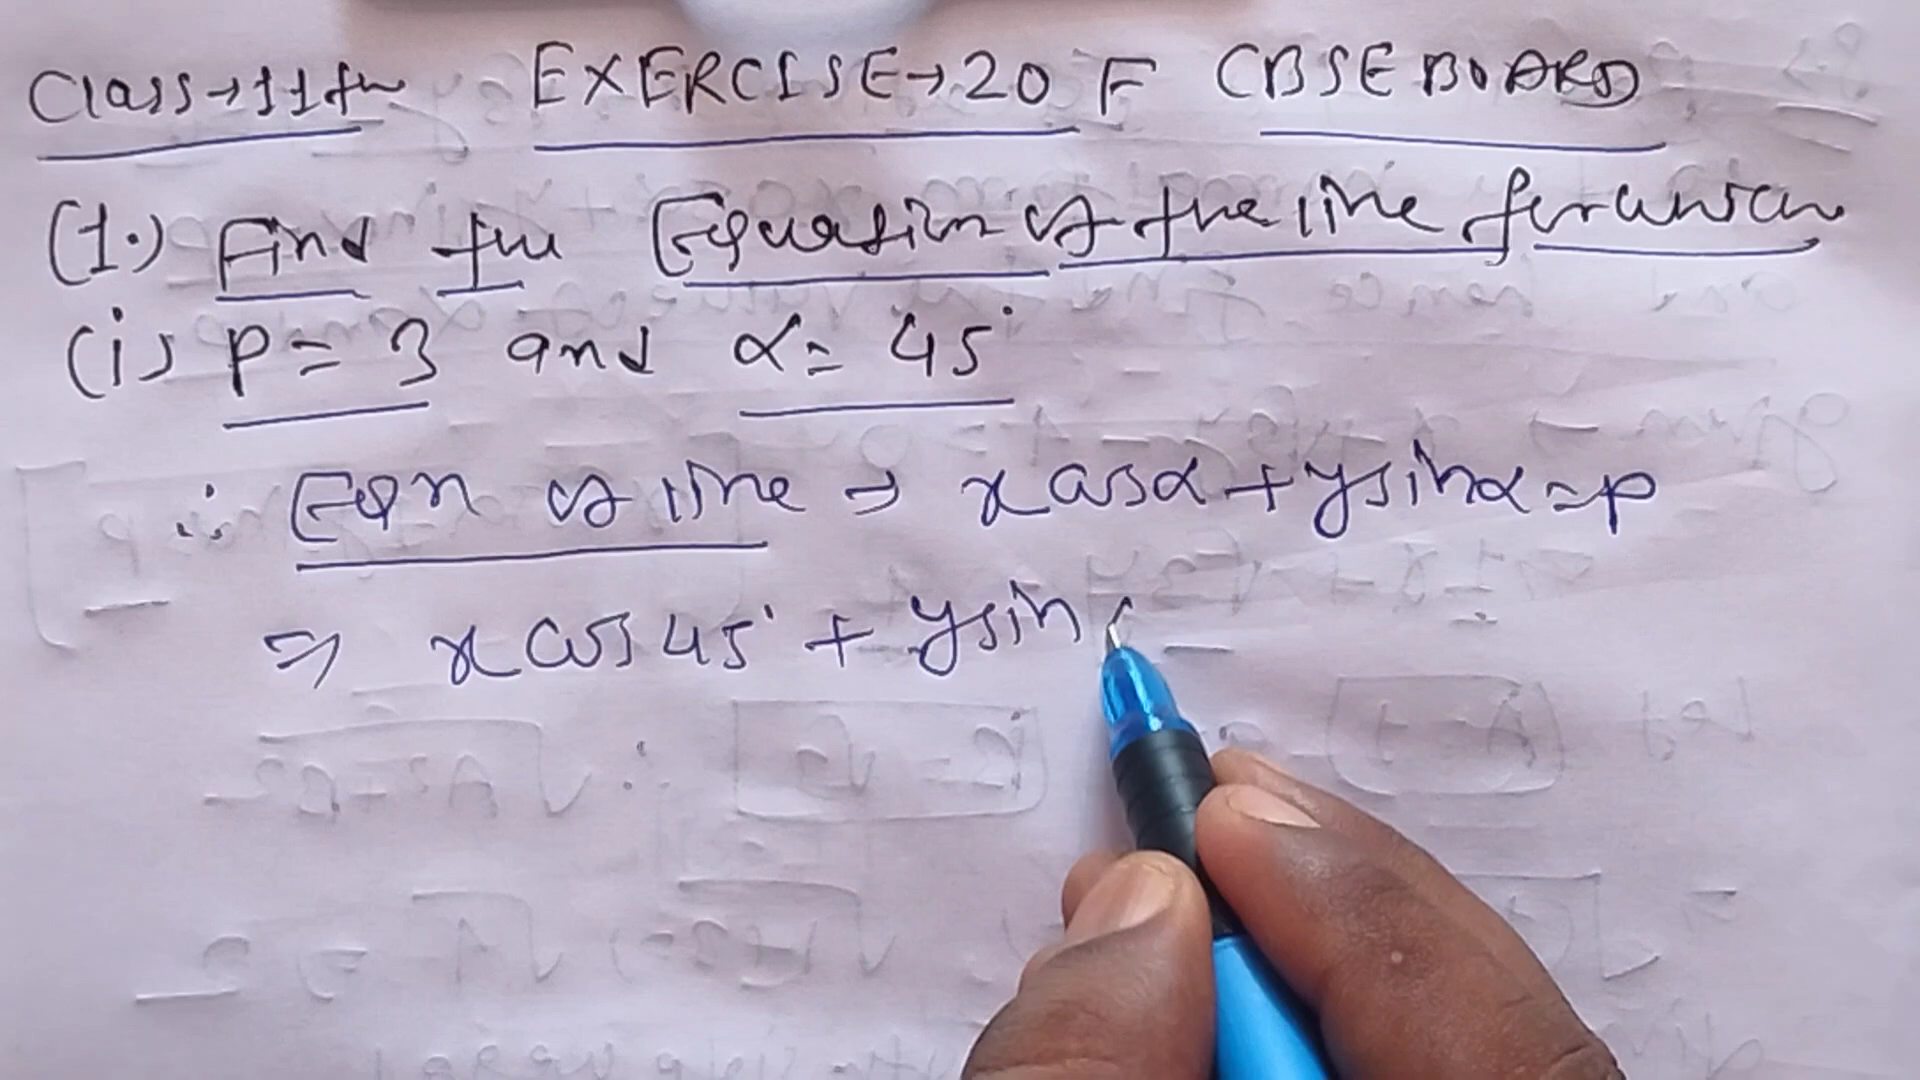 Class→11th EXERCISE→20 F CBSE BOARD
(1.) Find the Equation of the line for which
(i) p = 3 and α = 45°
∴ Eqn of line ⇒ x cosα + y sinα = p
⇒ x cos 45° + y sin